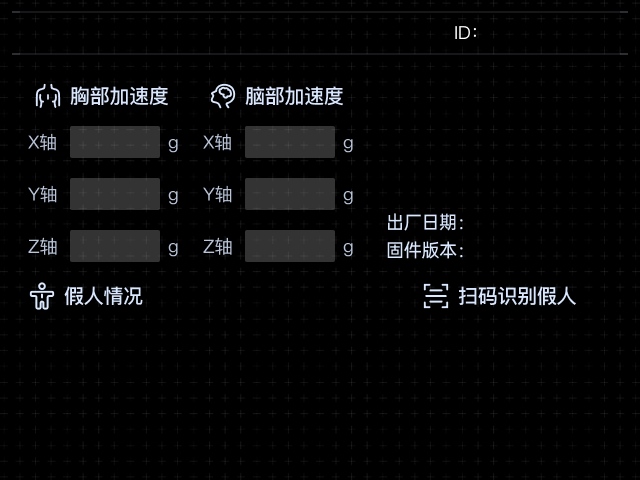 ID：
胸部加速度 脑部加速度
X轴 g X轴 g
Y轴 g Y轴 g
Z轴 g Z轴 g
出厂日期：
固件版本：
假人情况 扫码识别假人